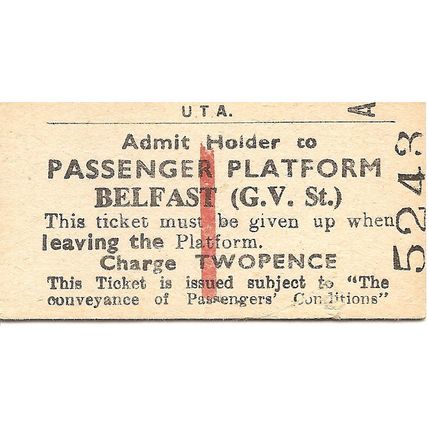 U.T.A.
A
Admit Holder to
PASSENGER PLATFORM
BELFAST (G.V. St.)
This ticket must be given up when
leaving the Platform.
Charge TWOPENCE
This Ticket is issued subject to "The
conveyance of Passengers' Conditions"
5243